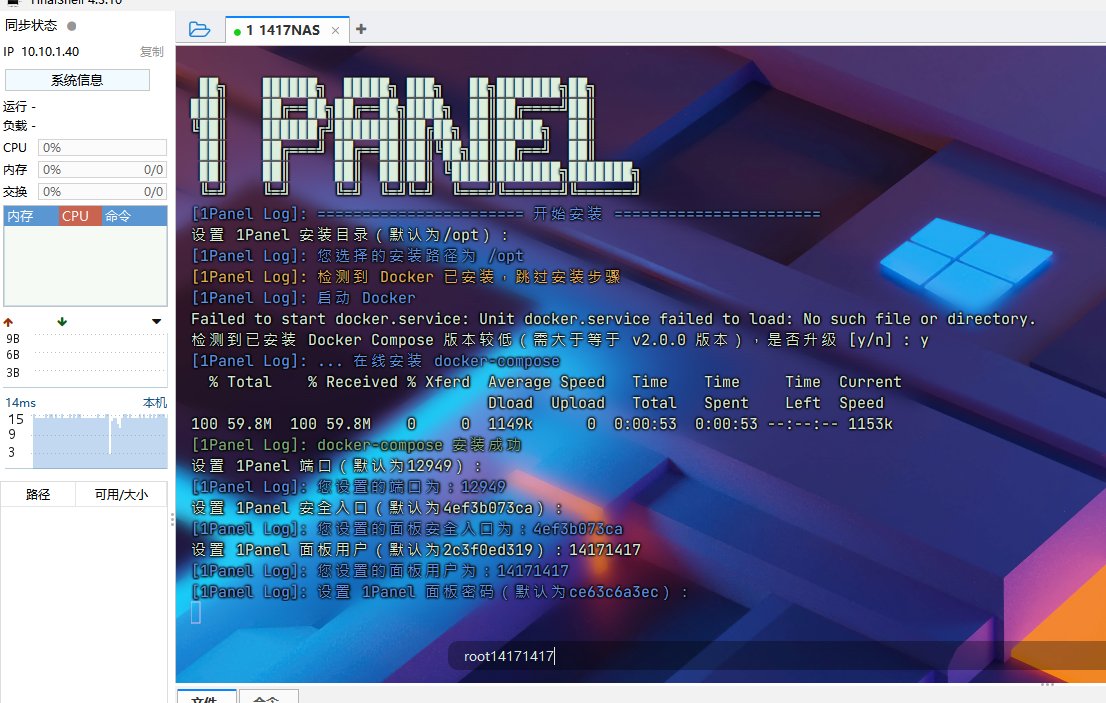 FinalShell 4.5.10
同步状态
IP 10.10.1.40 复制
系统信息
运行 -
负载 -
CPU 0%
内存 0% 0/0
交换 0% 0/0
内存 CPU 命令
9B
6B
3B
14ms 本机
15
9
3
路径 可用/大小
1 1417NAS × +
1 PANEL
[1Panel Log]: ======================= 开始安装 =======================
设置 1Panel 安装目录（默认为/opt）:
[1Panel Log]: 您选择的安装路径为 /opt
[1Panel Log]: 检测到 Docker 已安装，跳过安装步骤
[1Panel Log]: 启动 Docker
Failed to start docker.service: Unit docker.service failed to load: No such file or directory.
检测到已安装 Docker Compose 版本较低（需大于等于 v2.0.0 版本），是否升级 [y/n] : y
[1Panel Log]: ... 在线安装 docker-compose
% Total % Received % Xferd Average Speed Time Time Time Current
Dload Upload Total Spent Left Speed
100 59.8M 100 59.8M 0 0 1149k 0 0:00:53 0:00:53 --:--:-- 1153k
[1Panel Log]: docker-compose 安装成功
设置 1Panel 端口（默认为12949）:
[1Panel Log]: 您设置的端口为：12949
设置 1Panel 安全入口（默认为4ef3b073ca）:
[1Panel Log]: 您设置的面板安全入口为：4ef3b073ca
设置 1Panel 面板用户（默认为2c3f0ed319）: 14171417
[1Panel Log]: 您设置的面板用户为：14171417
[1Panel Log]: 设置 1Panel 面板密码（默认为ce63c6a3ec）:
root14171417
文件 命令